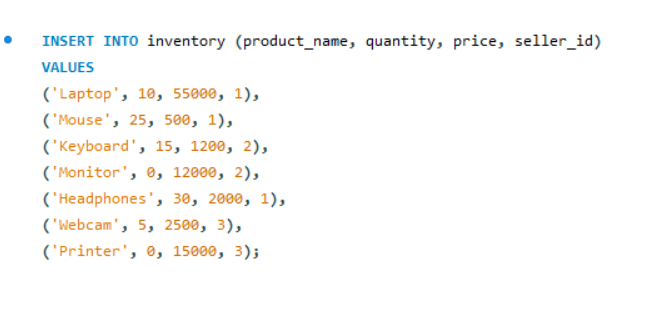 INSERT INTO inventory (product_name, quantity, price, seller_id)
VALUES
('Laptop', 10, 55000, 1),
('Mouse', 25, 500, 1),
('Keyboard', 15, 1200, 2),
('Monitor', 0, 12000, 2),
('Headphones', 30, 2000, 1),
('Webcam', 5, 2500, 3),
('Printer', 0, 15000, 3);